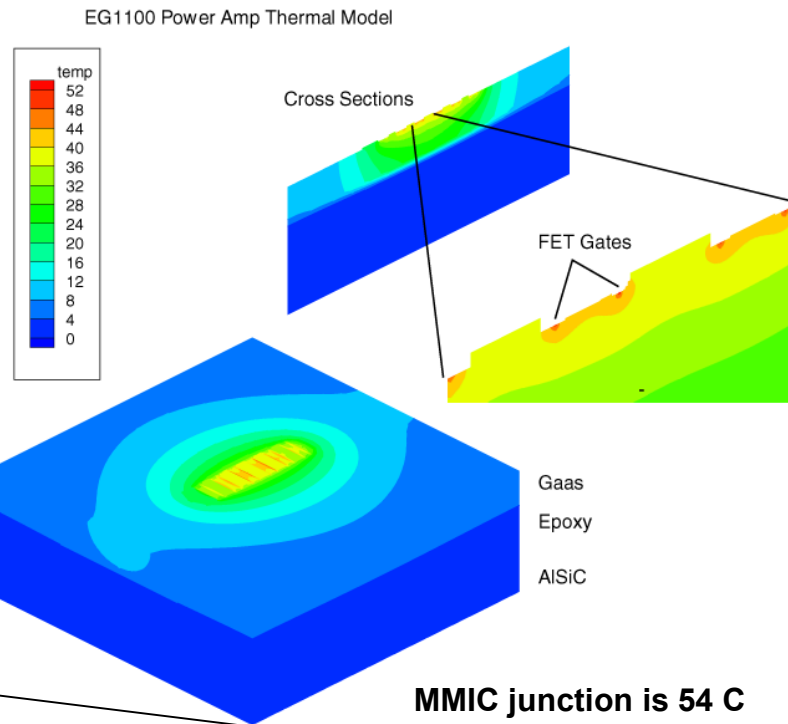 EG1100 Power Amp Thermal Model
temp
52
48
44
40
36
32
28
24
20
16
12
8
4
0
Cross Sections
FET Gates
Gaas
Epoxy
AlSiC
MMIC junction is 54 C